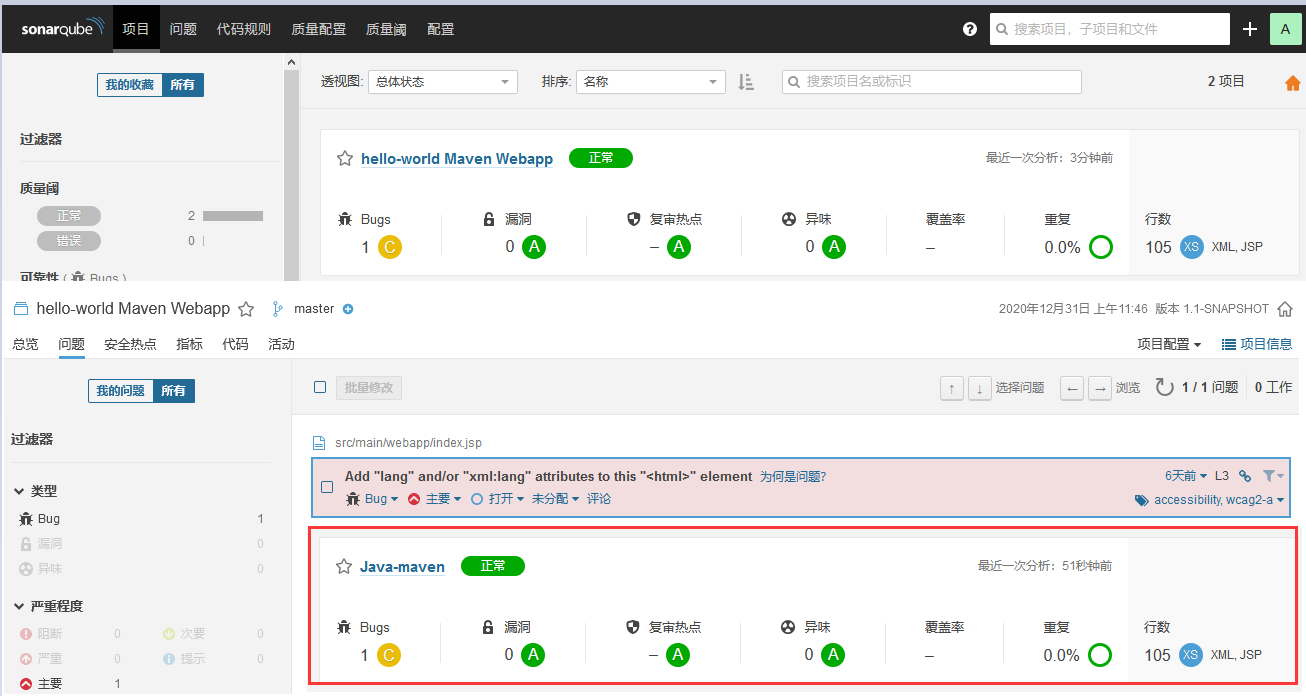 sonarqube 项目 问题 代码规则 质量配置 质量阈 配置 ? 搜索项目，子项目和文件 + A
我的收藏 所有
透视图: 总体状态 排序: 名称 搜索项目名或标识 2 项目
过滤器
质量阈
正常 2
错误 0
可靠性 ( Bugs )
hello-world Maven Webapp 正常 最近一次分析：3分钟前
Bugs 漏洞 复审热点 异味 覆盖率 重复 行数
1 C 0 A – A 0 A – 0.0% 105 XS XML, JSP
hello-world Maven Webapp master 2020年12月31日 上午11:46 版本 1.1-SNAPSHOT
总览 问题 安全热点 指标 代码 活动 项目配置 项目信息
我的问题 所有
批量修改 ↑ ↓ 选择问题 ← → 浏览 1 / 1 问题 0 工作
过滤器
类型
Bug 1
漏洞 0
异味 0
严重程度
阻断 0 次要 0
严重 0 提示 0
主要 1
src/main/webapp/index.jsp
Add "lang" and/or "xml:lang" attributes to this "<html>" element 为何是问题? 6天前 L3
Bug 主要 打开 未分配 评论 accessibility, wcag2-a
Java-maven 正常 最近一次分析：51秒钟前
Bugs 漏洞 复审热点 异味 覆盖率 重复 行数
1 C 0 A – A 0 A – 0.0% 105 XS XML, JSP